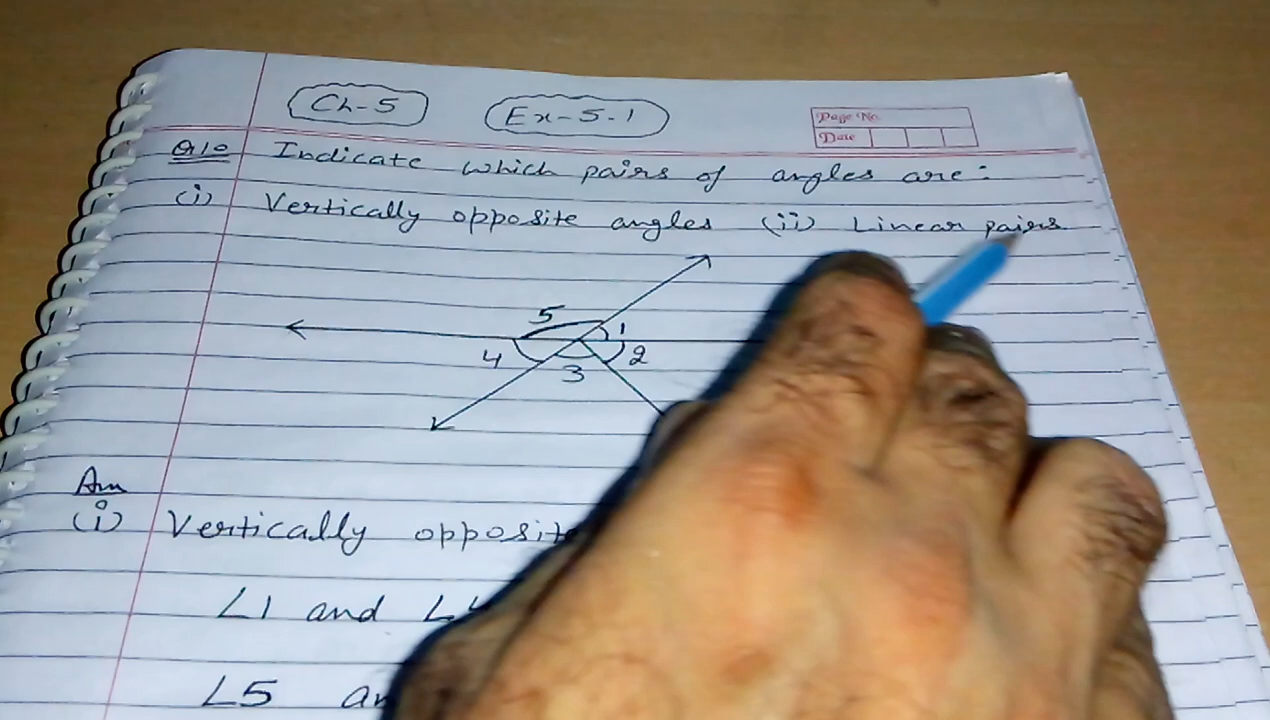 Ch-5 Ex-5.1
Page No.
Date
Q10 Indicate which pairs of angles are:-
(i) Vertically opposite angles (ii) Linear pairs
5 1
4 3 2
Ans
(i) Vertically opposite
∠1 and ∠4
∠5